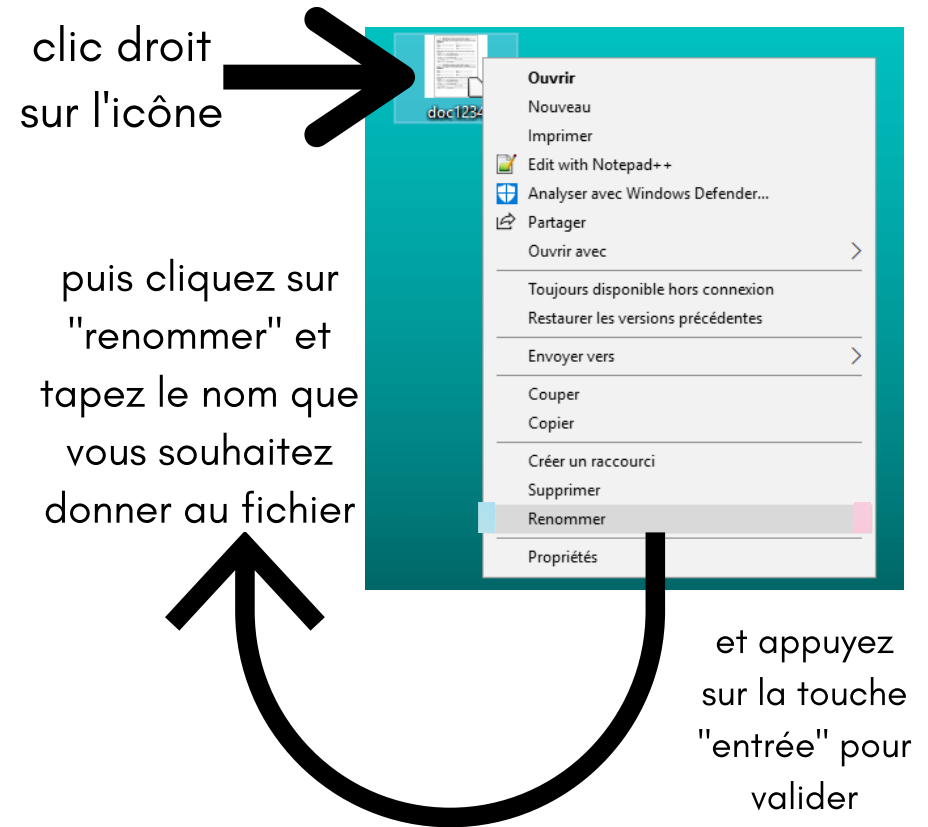 clic droit
sur l'icône
doc1234
Ouvrir
Nouveau
Imprimer
Edit with Notepad++
Analyser avec Windows Defender...
Partager
Ouvrir avec
Toujours disponible hors connexion
Restaurer les versions précédentes
Envoyer vers
Couper
Copier
Créer un raccourci
Supprimer
Renommer
Propriétés
puis cliquez sur
"renommer" et
tapez le nom que
vous souhaitez
donner au fichier
et appuyez
sur la touche
"entrée" pour
valider